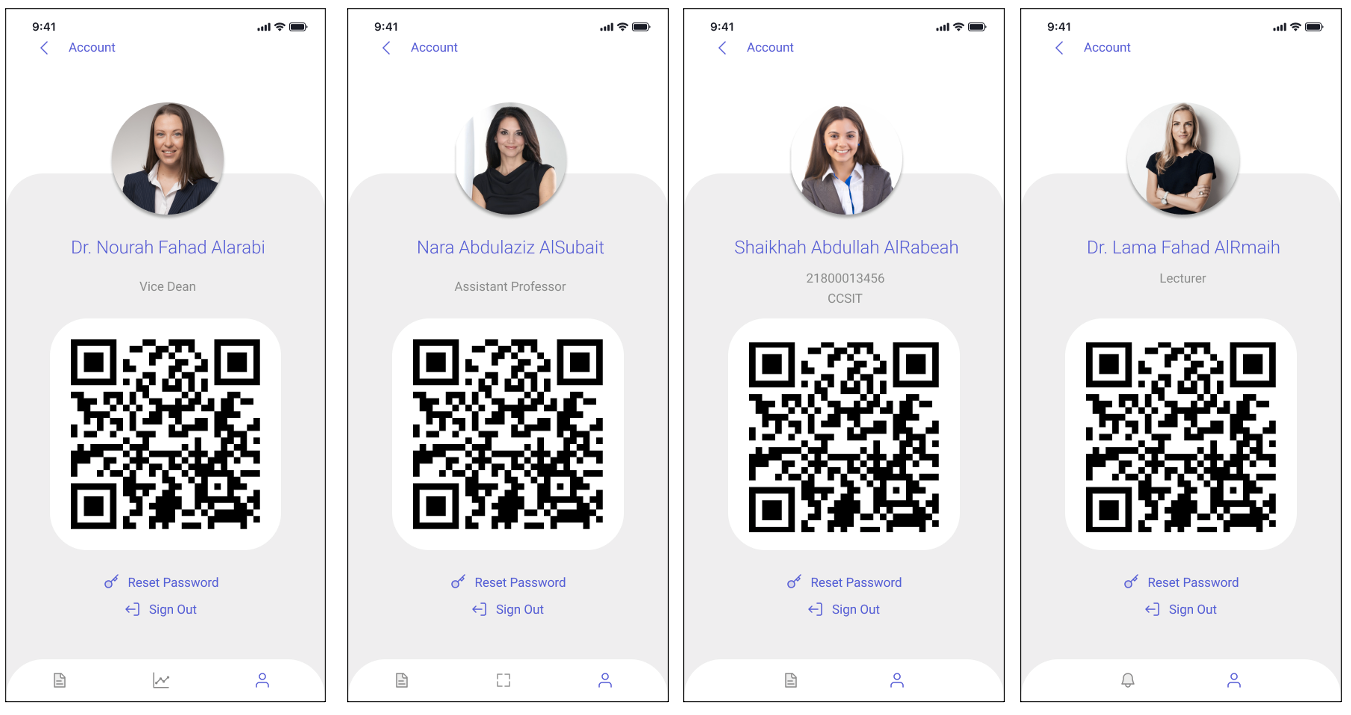 9:41
Account
Dr. Nourah Fahad Alarabi
Vice Dean
Reset Password
Sign Out
9:41
Account
Nara Abdulaziz AlSubait
Assistant Professor
Reset Password
Sign Out
9:41
Account
Shaikhah Abdullah AlRabeah
21800013456
CCSIT
Reset Password
Sign Out
9:41
Account
Dr. Lama Fahad AlRmaih
Lecturer
Reset Password
Sign Out